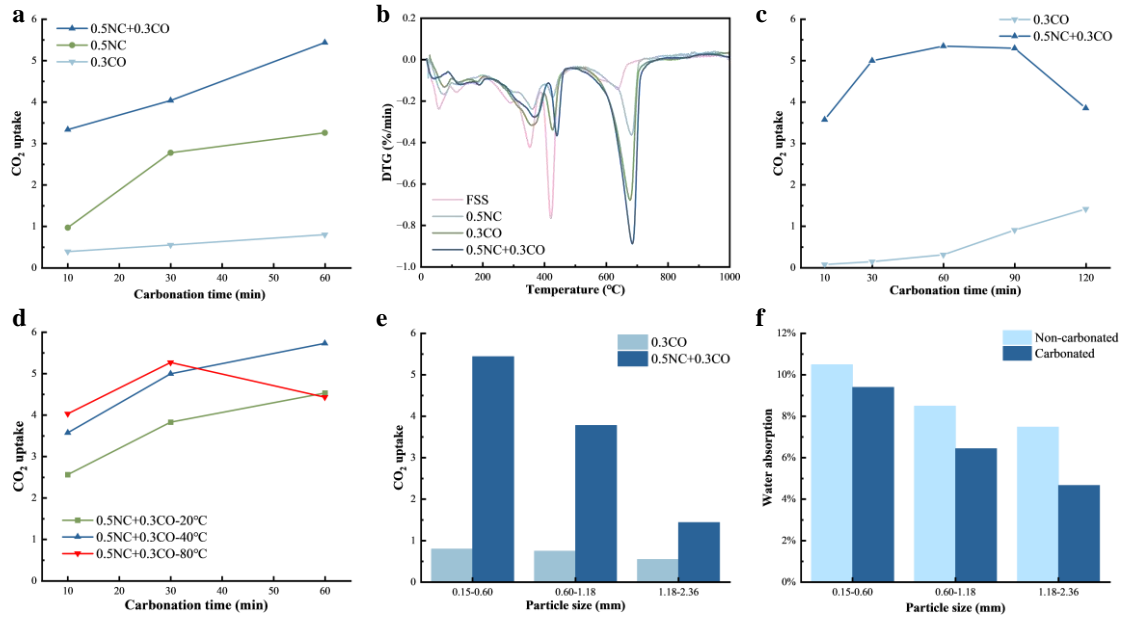 a
0.5NC+0.3CO
0.5NC
0.3CO
CO2 uptake
6
5
4
3
2
1
0
10 20 30 40 50 60
Carbonation time (min)
b
DTG (%/min)
0.2
0.0
−0.2
−0.4
−0.6
−0.8
−1.0
FSS
0.5NC
0.3CO
0.5NC+0.3CO
0 200 400 600 800 1000
Temperature (℃)
c
0.3CO
0.5NC+0.3CO
CO2 uptake
6
5
4
3
2
1
0
10 30 60 90 120
Carbonation time (min)
d
CO2 uptake
6
5
4
3
2
1
0
0.5NC+0.3CO-20℃
0.5NC+0.3CO-40℃
0.5NC+0.3CO-80℃
10 20 30 40 50 60
Carbonation time (min)
e
0.3CO
0.5NC+0.3CO
CO2 uptake
6
5
4
3
2
1
0
0.15-0.60 0.60-1.18 1.18-2.36
Particle size (mm)
f
Non-carbonated
Carbonated
Water absorption
12%
10%
8%
6%
4%
2%
0%
0.15-0.60 0.60-1.18 1.18-2.36
Particle size (mm)